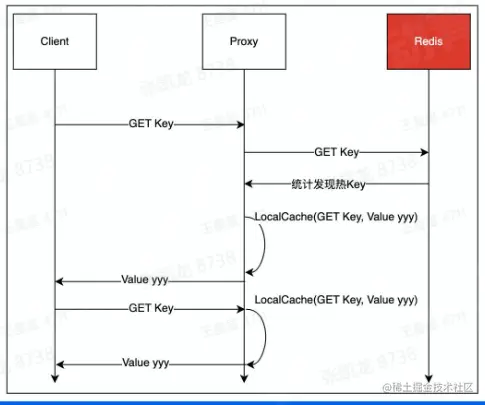 Client
Proxy
Redis
GET Key
GET Key
统计发现热Key
LocalCache(GET Key, Value yyy)
Value yyy
GET Key
LocalCache(GET Key, Value yyy)
Value yyy
@稀土掘金技术社区